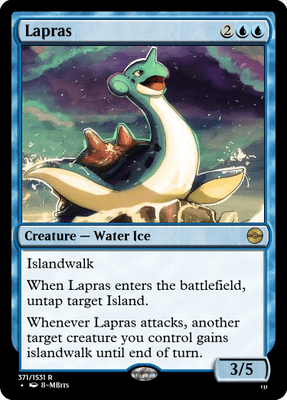 Lapras 2
Creature — Water Ice
Islandwalk
When Lapras enters the battlefield,
untap target Island.
Whenever Lapras attacks, another
target creature you control gains
islandwalk until end of turn.
3/5
371/1531 R
• 8-MBITS